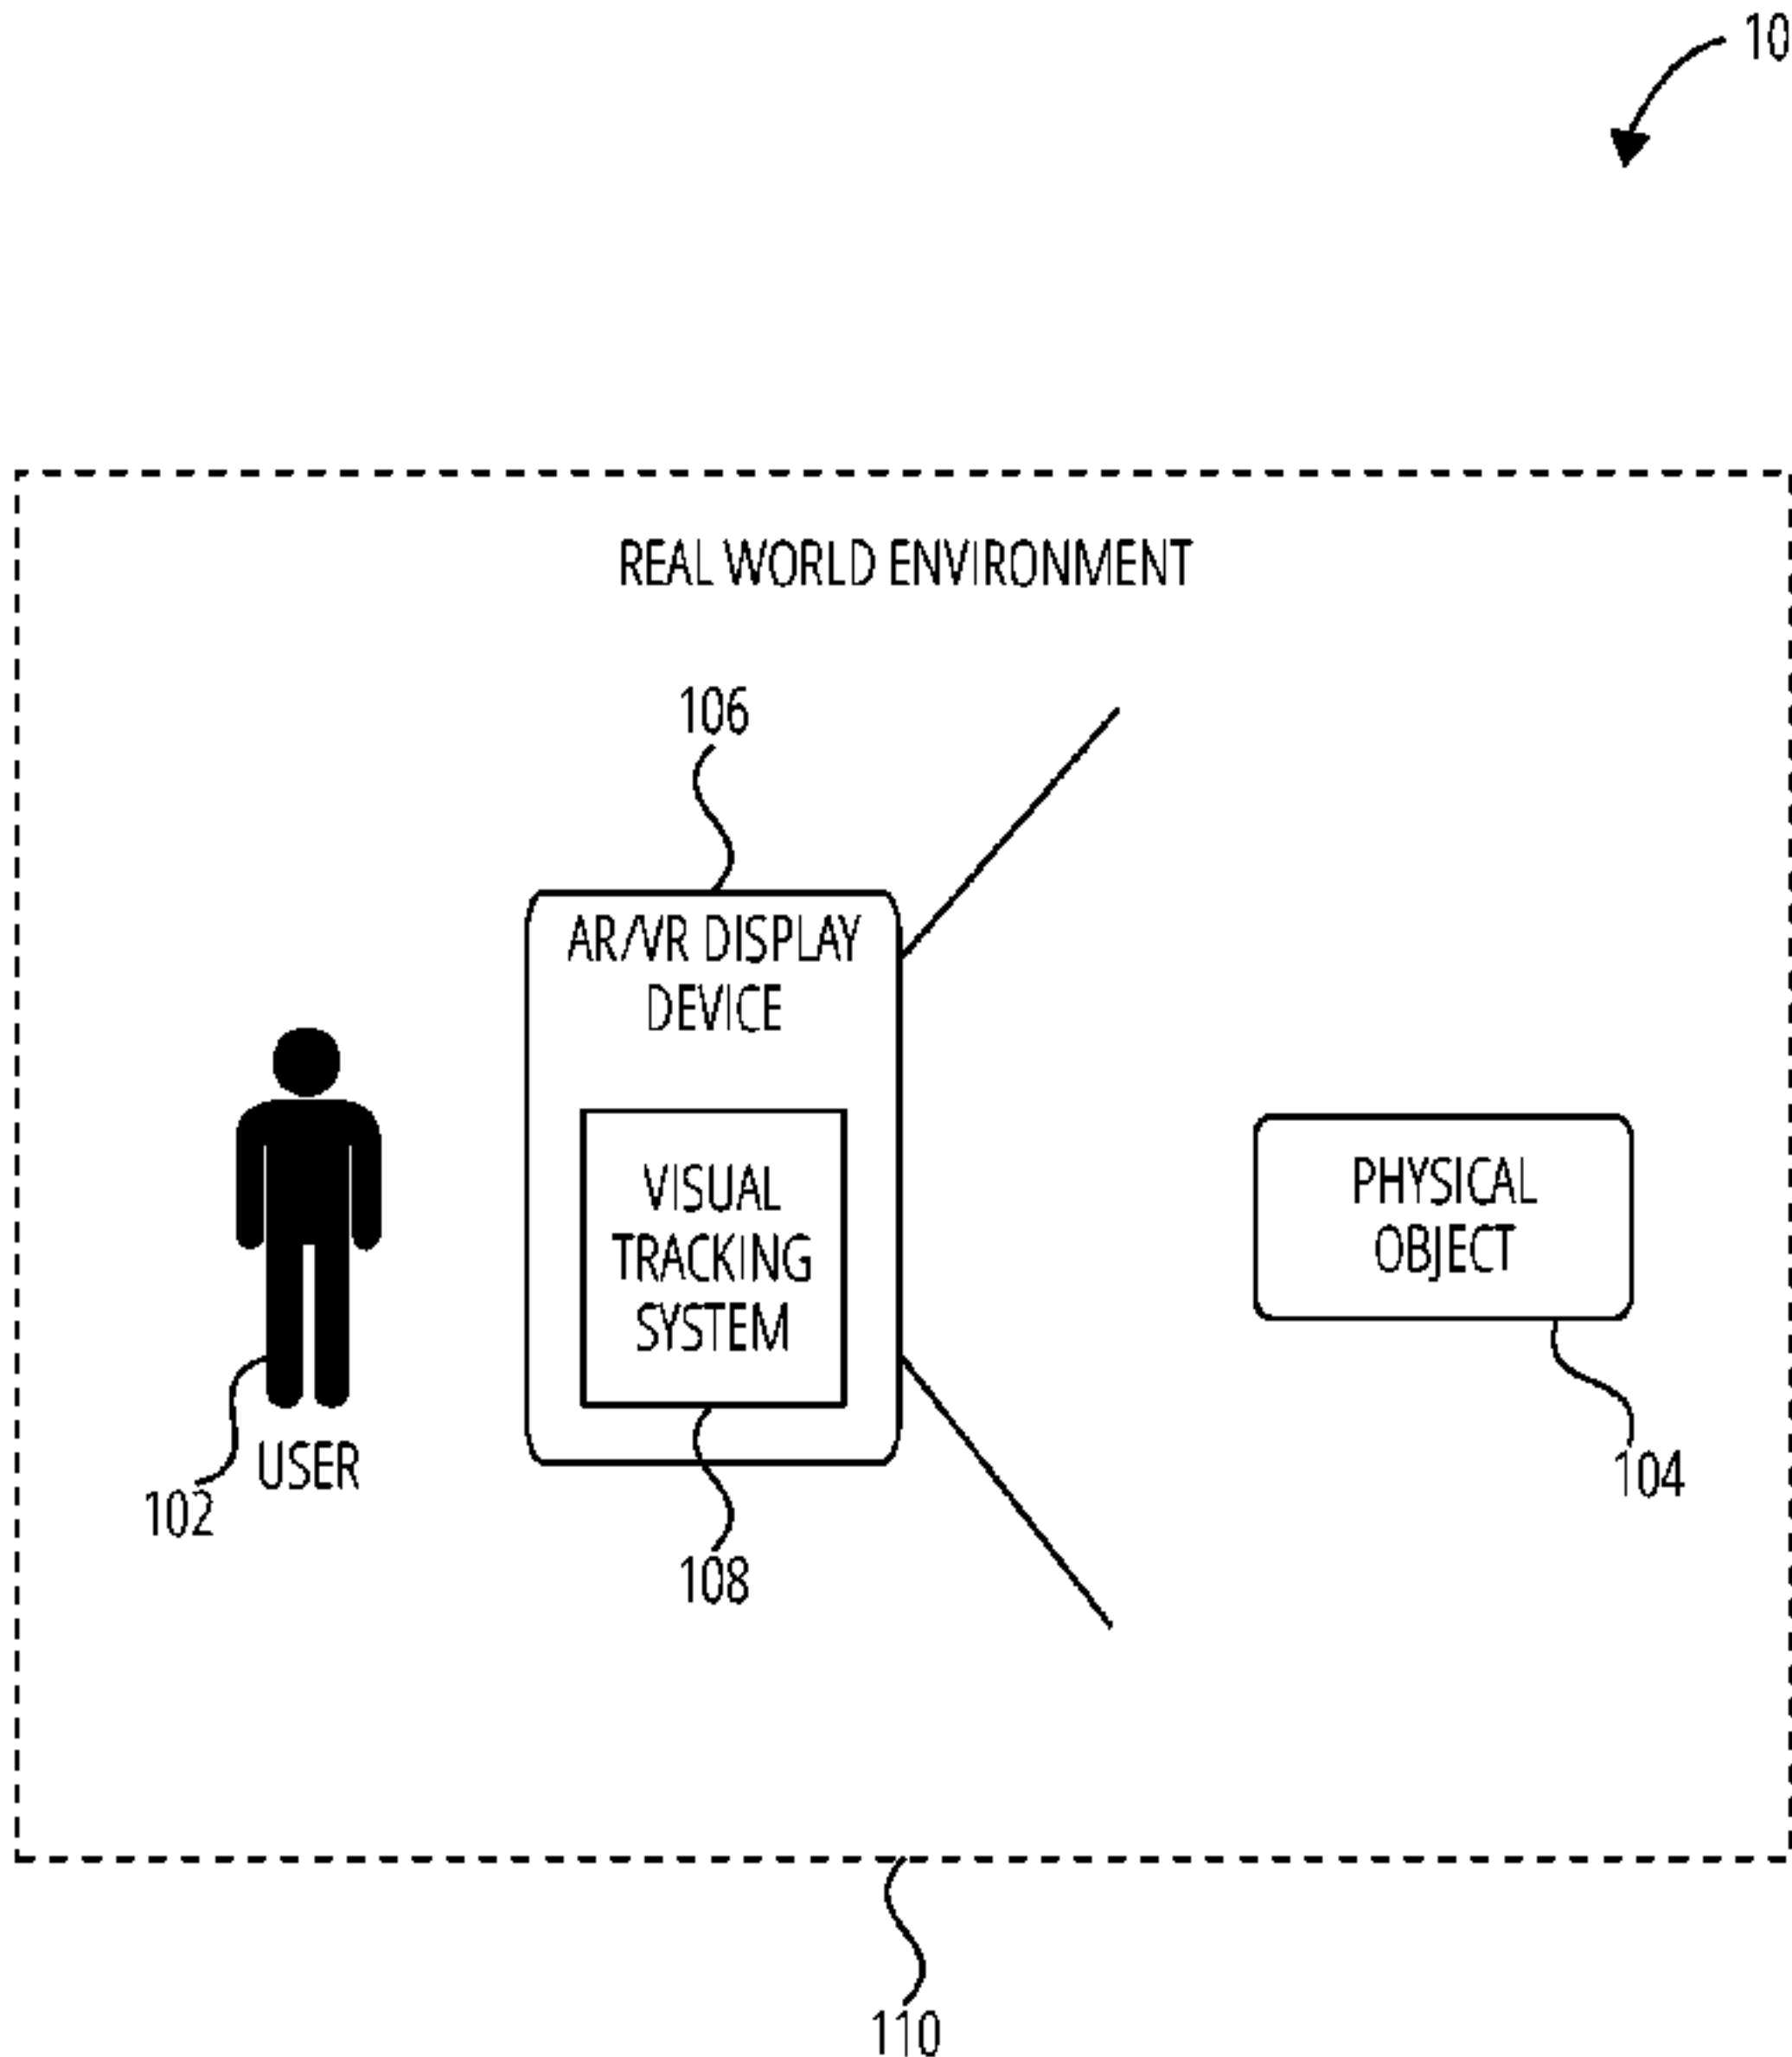 10
REAL WORLD ENVIRONMENT
106
AR/VR DISPLAY
DEVICE
VISUAL
TRACKING
SYSTEM
PHYSICAL
OBJECT
USER
102
104
108
110